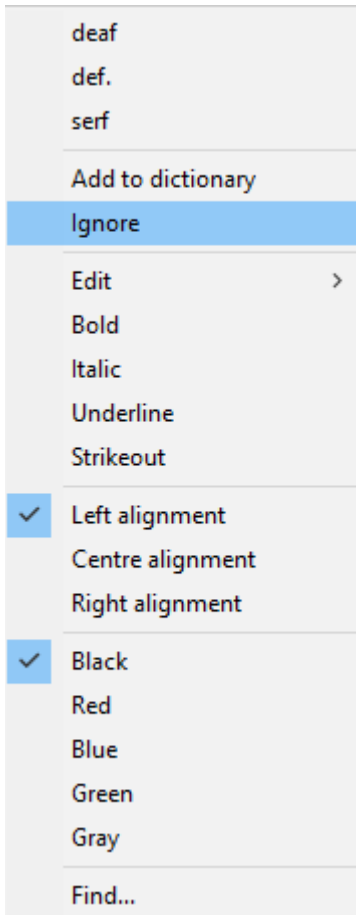 deaf
def.
serf
Add to dictionary
Ignore
Edit
Bold
Italic
Underline
Strikeout
Left alignment
Centre alignment
Right alignment
Black
Red
Blue
Green
Gray
Find...